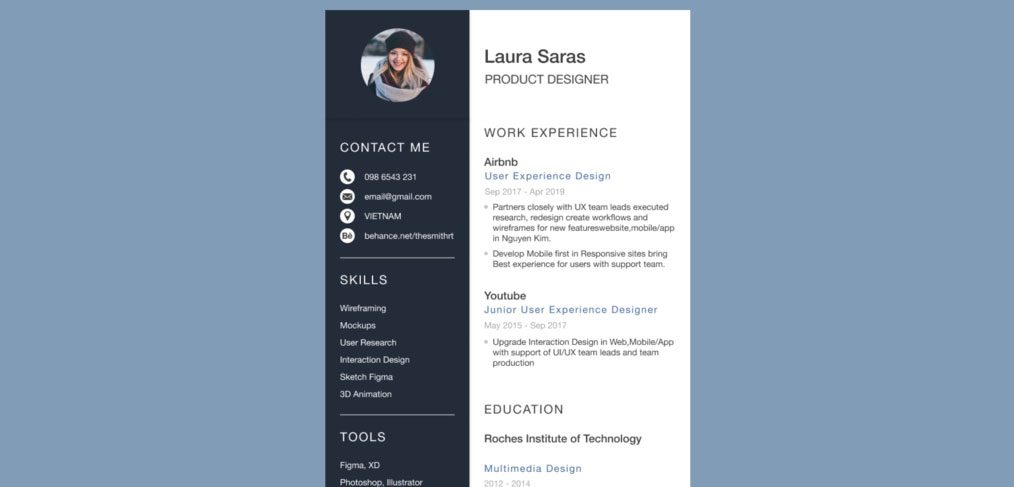 Laura Saras
PRODUCT DESIGNER
CONTACT ME
098 6543 231
email@gmail.com
VIETNAM
Bē
behance.net/thesmithrt
SKILLS
Wireframing
Mockups
User Research
Interaction Design
Sketch Figma
3D Animation
TOOLS
Figma, XD
Photoshop, Illustrator
WORK EXPERIENCE
Airbnb
User Experience Design
Sep 2017 - Apr 2019
Partners closely with UX team leads executed
research, redesign create workflows and
wireframes for new featureswebsite,mobile/app
in Nguyen Kim.
Develop Mobile first in Responsive sites bring
Best experience for users with support team.
Youtube
Junior User Experience Designer
May 2015 - Sep 2017
Upgrade Interaction Design in Web,Mobile/App
with support of UI/UX team leads and team
production
EDUCATION
Roches Institute of Technology
Multimedia Design
2012 - 2014